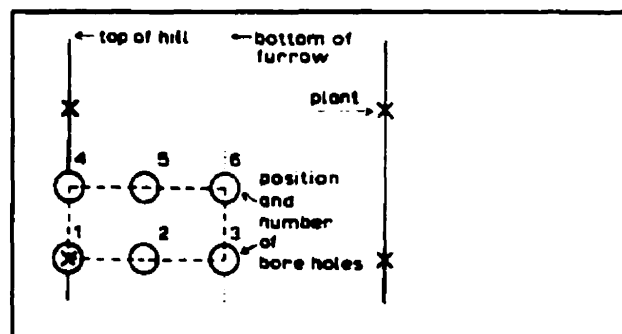 top of hill
bottom of
furrow
plant
4 5 6
position
and
number
of
bore holes
1 2 3